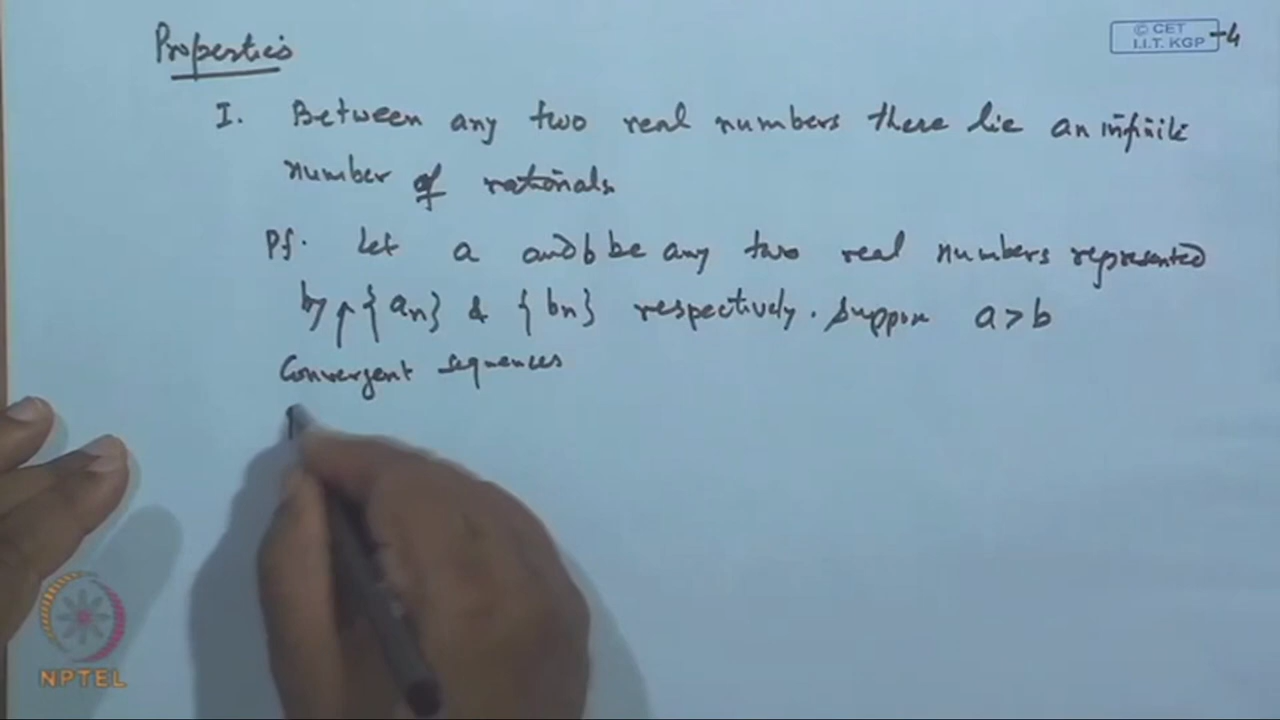 Properties
© CET
I.I.T. KGP -4
I. Between any two real numbers there lie an infinite
number of rationals.
Pf. Let a and b be any two real numbers represented
by {an} & {bn} respectively. Suppose a>b
Convergent sequences
NPTEL